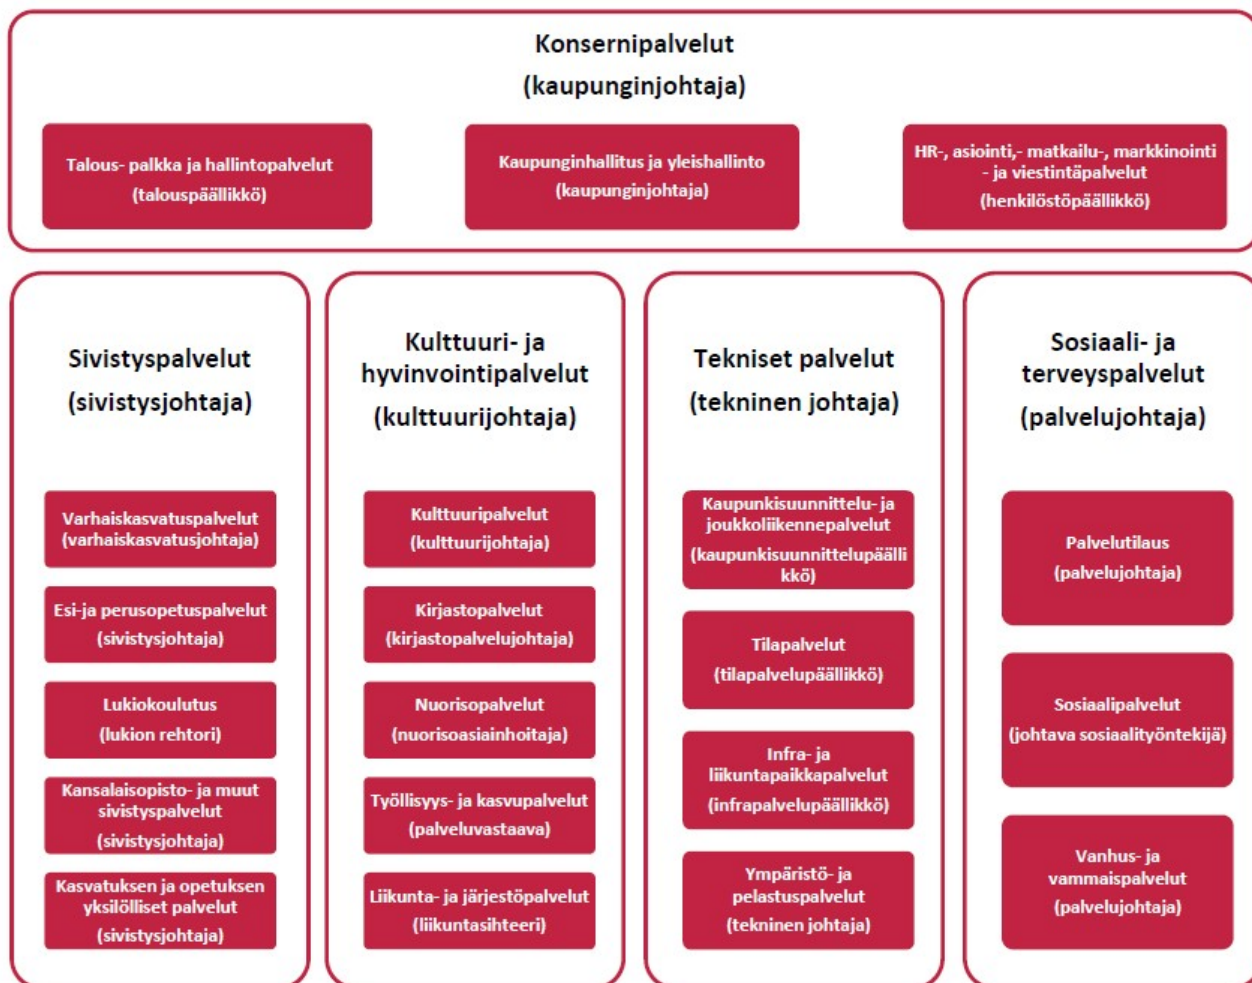 Konsernipalvelut
(kaupunginjohtaja)
Talous- palkka ja hallintopalvelut
(talouspäällikkö)
Kaupunginhallitus ja yleishallinto
(kaupunginjohtaja)
HR-, asiointi,- matkailu-, markkinointi
- ja viestintäpalvelut
(henkilöstöpäällikkö)
Sivistyspalvelut
(sivistysjohtaja)
Varhaiskasvatuspalvelut
(varhaiskasvatusjohtaja)
Esi-ja perusopetuspalvelut
(sivistysjohtaja)
Lukiokoulutus
(lukion rehtori)
Kansalaisopisto- ja muut
sivistyspalvelut
(sivistysjohtaja)
Kasvatuksen ja opetuksen
yksilölliset palvelut
(sivistysjohtaja)
Kulttuuri- ja
hyvinvointipalvelut
(kulttuurijohtaja)
Kulttuuripalvelut
(kulttuurijohtaja)
Kirjastopalvelut
(kirjastopalvelujohtaja)
Nuorisopalvelut
(nuorisoasiainhoitaja)
Työllisyys- ja kasvupalvelut
(palveluvastaava)
Liikunta- ja järjestöpalvelut
(liikuntasihteeri)
Tekniset palvelut
(tekninen johtaja)
Kaupunkisuunnittelu- ja
joukkoliikennepalvelut
(kaupunkisuunnittelupäälli
kkö)
Tilapalvelut
(tilapalvelupäällikkö)
Infra- ja
liikuntapaikkapalvelut
(infrapalvelupäällikkö)
Ympäristö- ja
pelastuspalvelut
(tekninen johtaja)
Sosiaali- ja
terveyspalvelut
(palvelujohtaja)
Palvelutilaus
(palvelujohtaja)
Sosiaalipalvelut
(johtava sosiaalityöntekijä)
Vanhus- ja
vammaispalvelut
(palvelujohtaja)